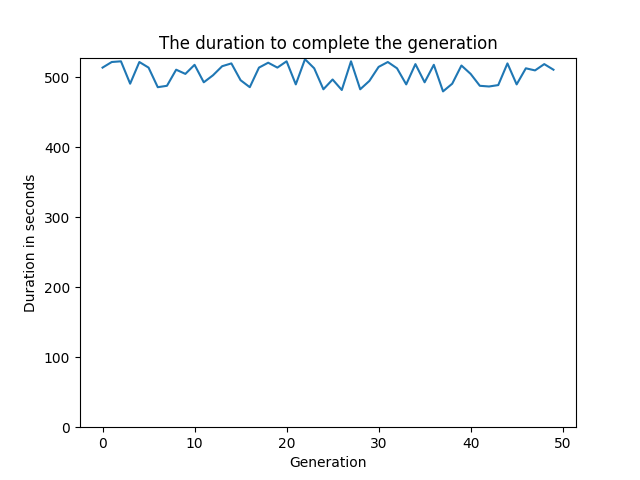 The duration to complete the generation
500
400
300
200
100
0
Duration in seconds
0 10 20 30 40 50
Generation